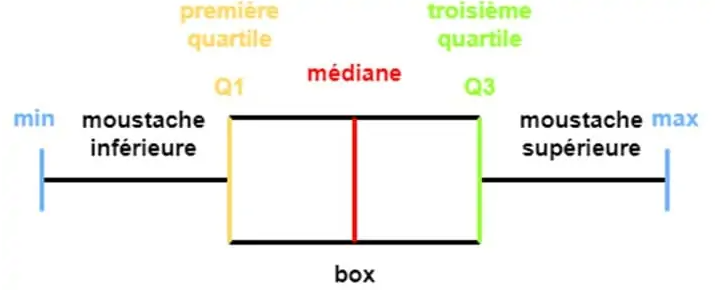 première
quartile
troisième
quartile
médiane
Q1
Q3
min
moustache
inférieure
moustache
supérieure
max
box